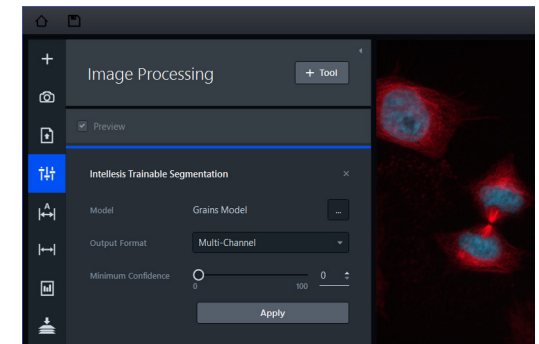 Image Processing
+ Tool
Preview
Intellesis Trainable Segmentation
Model Grains Model ...
Output Format Multi-Channel
Minimum Confidence 0
0 100
Apply
A